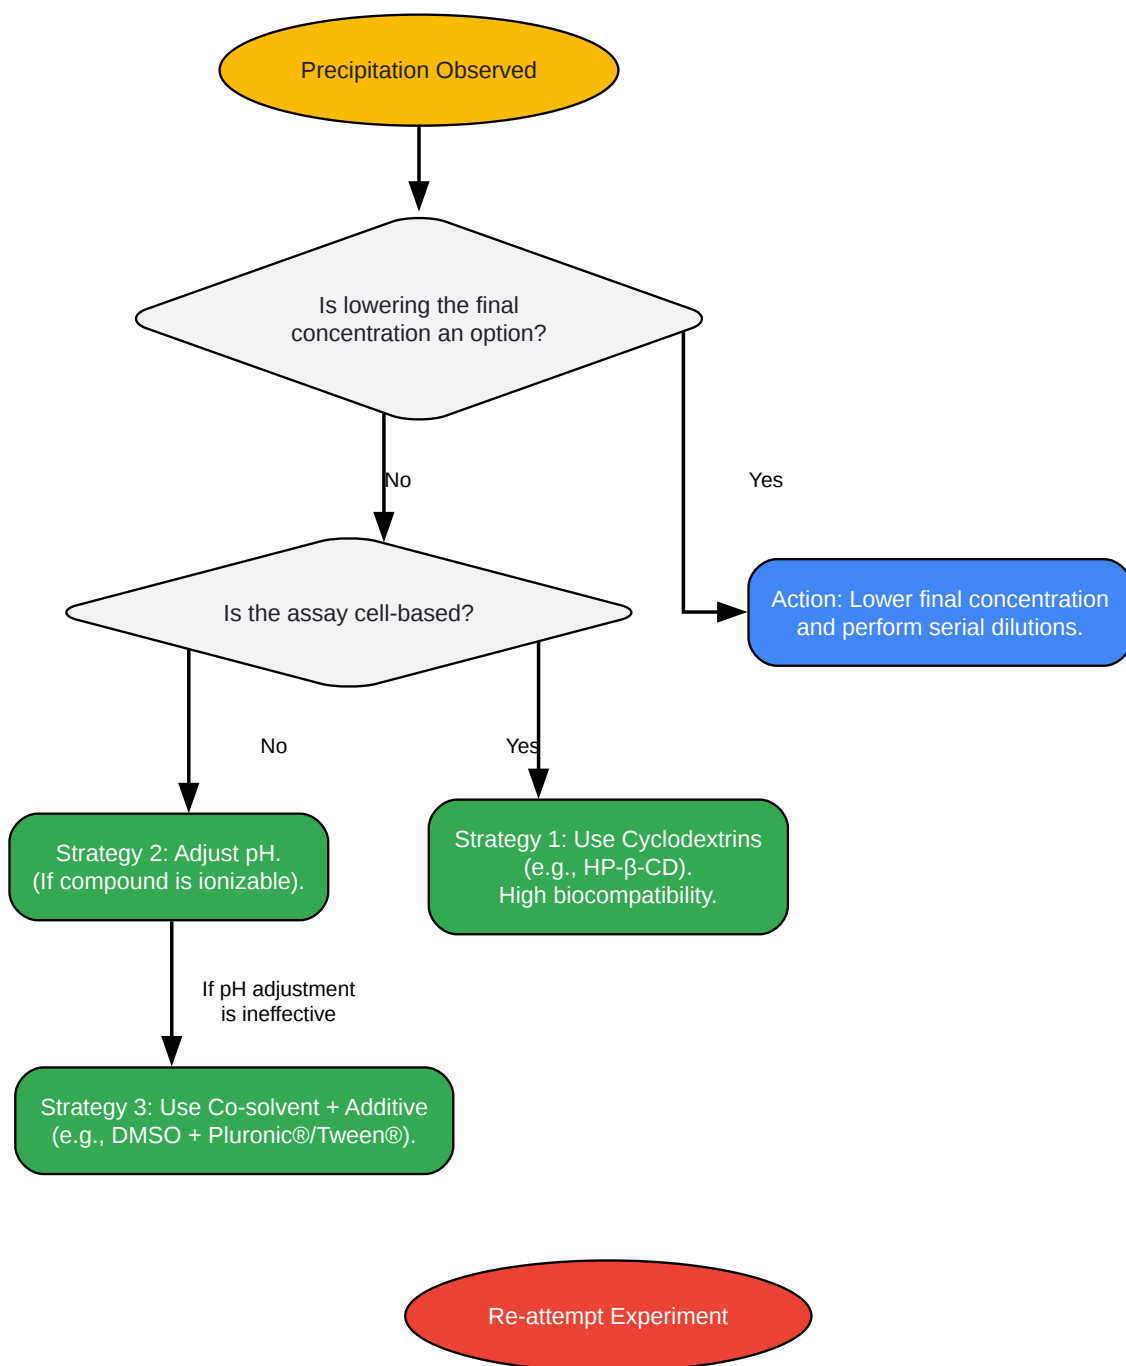 Precipitation Observed
Is lowering the final
concentration an option?
No
Yes
Is the assay cell-based?
Action: Lower final concentration
and perform serial dilutions.
No
Yes
Strategy 2: Adjust pH.
(If compound is ionizable).
Strategy 1: Use Cyclodextrins
(e.g., HP-β-CD).
High biocompatibility.
If pH adjustment
is ineffective
Strategy 3: Use Co-solvent + Additive
(e.g., DMSO + Pluronic®/Tween®).
Re-attempt Experiment